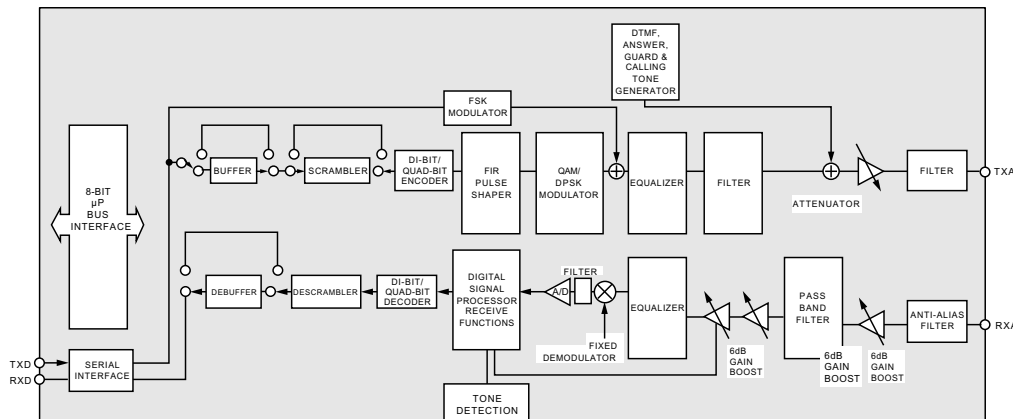 DTMF,
ANSWER,
GUARD &
CALLING
TONE
GENERATOR
FSK
MODULATOR
8-BIT
µP
BUS
INTERFACE
BUFFER
SCRAMBLER
DI-BIT/
QUAD-BIT
ENCODER
FIR
PULSE
SHAPER
QAM/
DPSK
MODULATOR
EQUALIZER
FILTER
ATTENUATOR
FILTER
TXA
DEBUFFER
DESCRAMBLER
DI-BIT/
QUAD-BIT
DECODER
DIGITAL
SIGNAL
PROCESSOR
RECEIVE
FUNCTIONS
A/D
FILTER
FIXED
DEMODULATOR
EQUALIZER
6dB
GAIN
BOOST
PASS
BAND
FILTER
6dB
GAIN
BOOST
6dB
GAIN
BOOST
ANTI-ALIAS
FILTER
RXA
TXD
RXD
SERIAL
INTERFACE
TONE
DETECTION